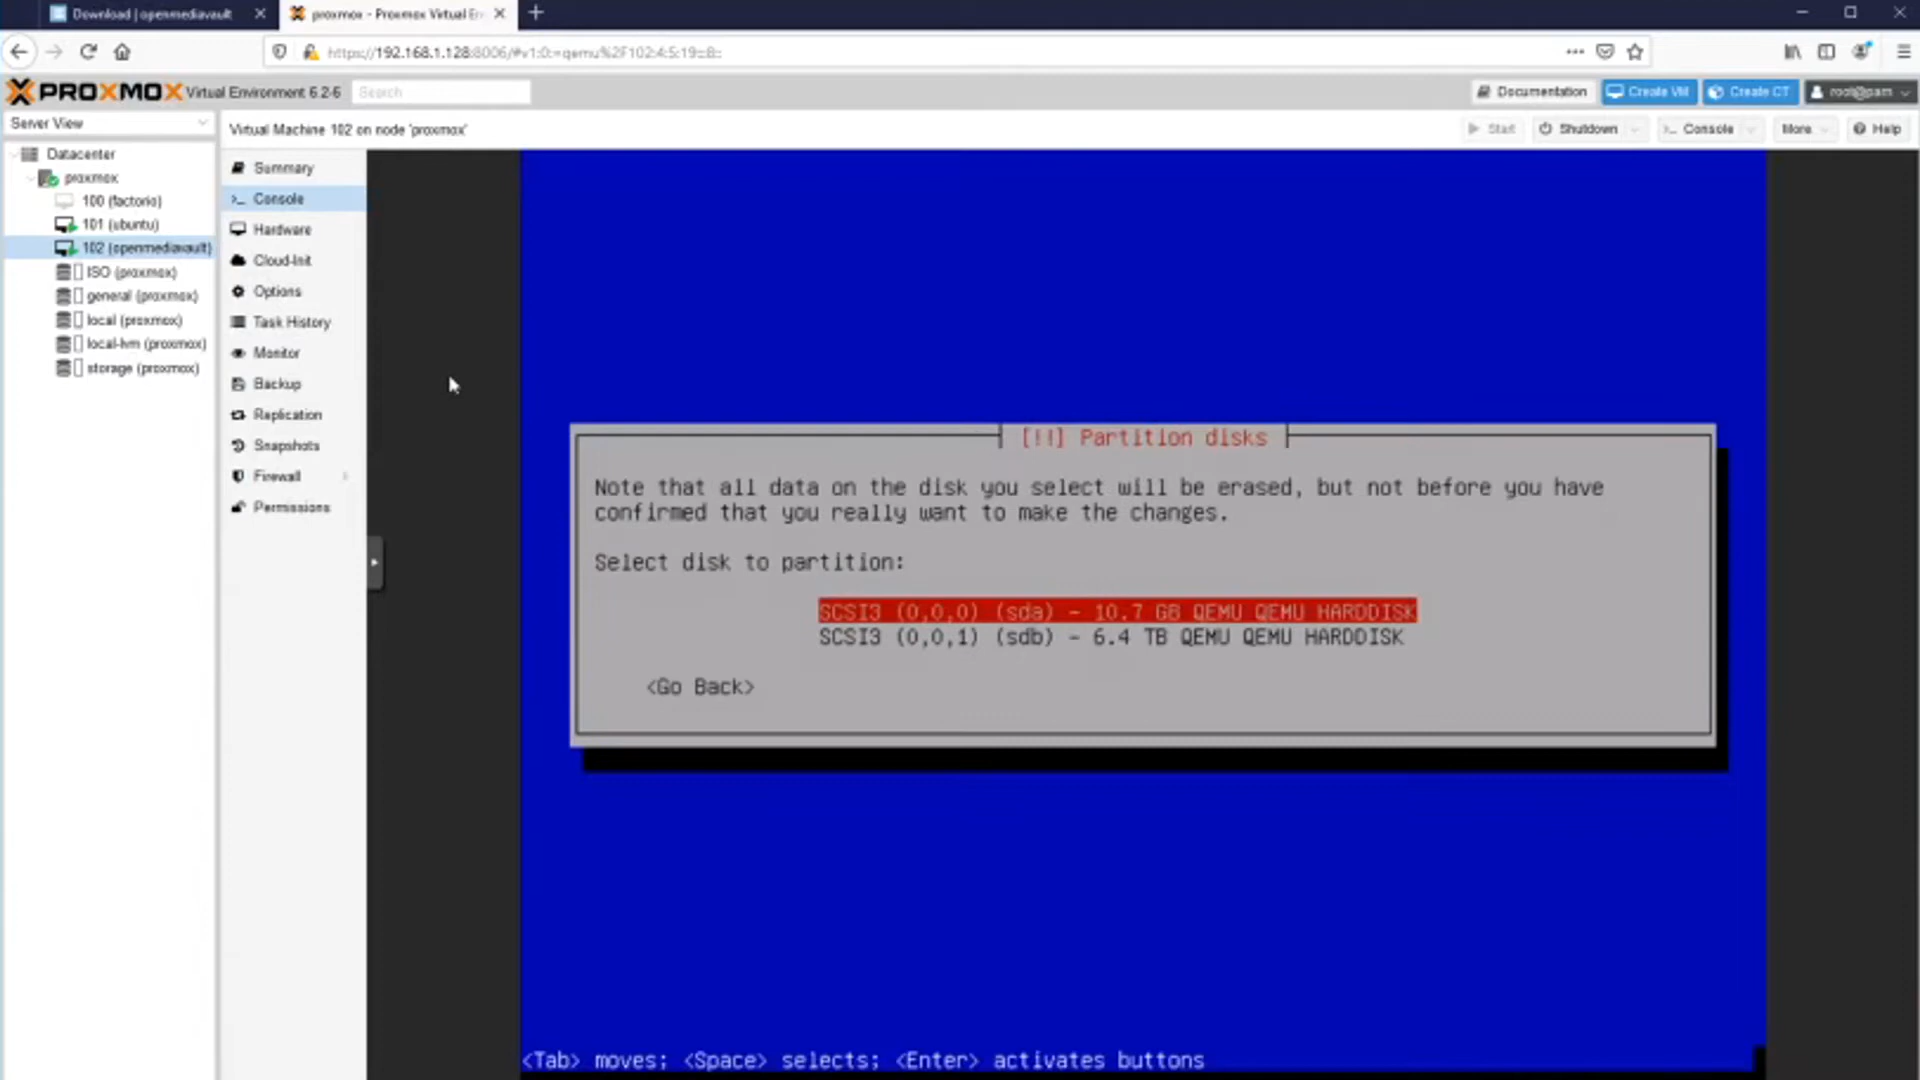 Download | openmediavault
proxmox - Proxmox Virtual En
https://192.168.1.128:8006/#v1:0:=qemu%2F102:4:5:19::8::
PROXMOX Virtual Environment 6.2-6
Search
Documentation
Create VM
Create CT
root@pam
Server View
Virtual Machine 102 on node 'proxmox'
Start
Shutdown
Console
More
Help
Datacenter
proxmox
100 (factorio)
101 (ubuntu)
102 (openmediavault)
ISO (proxmox)
general (proxmox)
local (proxmox)
local-lvm (proxmox)
storage (proxmox)
Summary
Console
Hardware
Cloud-Init
Options
Task History
Monitor
Backup
Replication
Snapshots
Firewall
Permissions
[!!] Partition disks
Note that all data on the disk you select will be erased, but not before you have
confirmed that you really want to make the changes.
Select disk to partition:
SCSI3 (0,0,0) (sda) - 10.7 GB QEMU QEMU HARDDISK
SCSI3 (0,0,1) (sdb) - 6.4 TB QEMU QEMU HARDDISK
<Go Back>
<Tab> moves; <Space> selects; <Enter> activates buttons